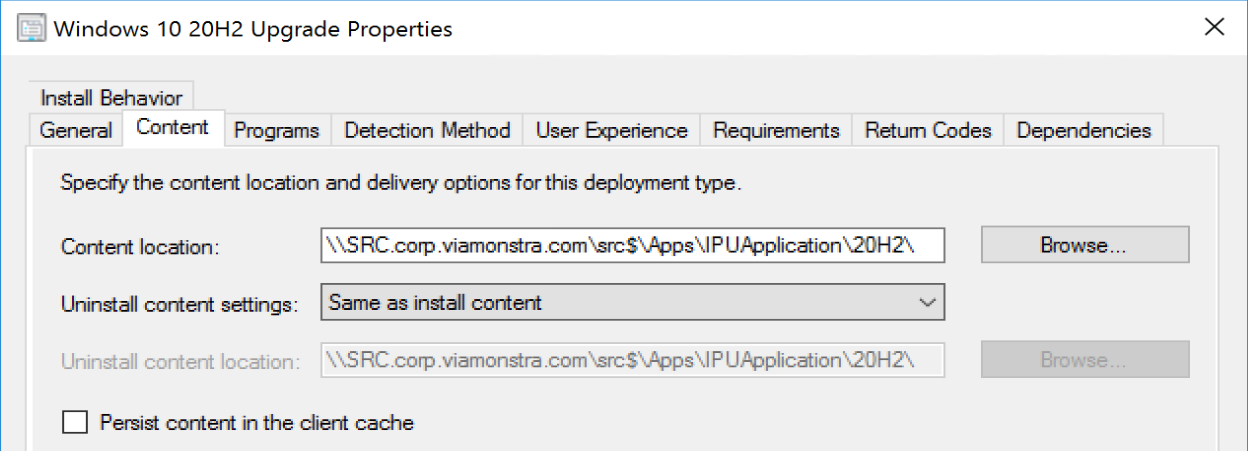 Windows 10 20H2 Upgrade Properties
Install Behavior
General Content Programs Detection Method User Experience Requirements Return Codes Dependencies
Specify the content location and delivery options for this deployment type.
Content location: \\SRC.corp.viamonstra.com\src$\Apps\IPUApplication\20H2\ Browse...
Uninstall content settings: Same as install content
Uninstall content location: \\SRC.corp.viamonstra.com\src$\Apps\IPUApplication\20H2\ Browse...
Persist content in the client cache